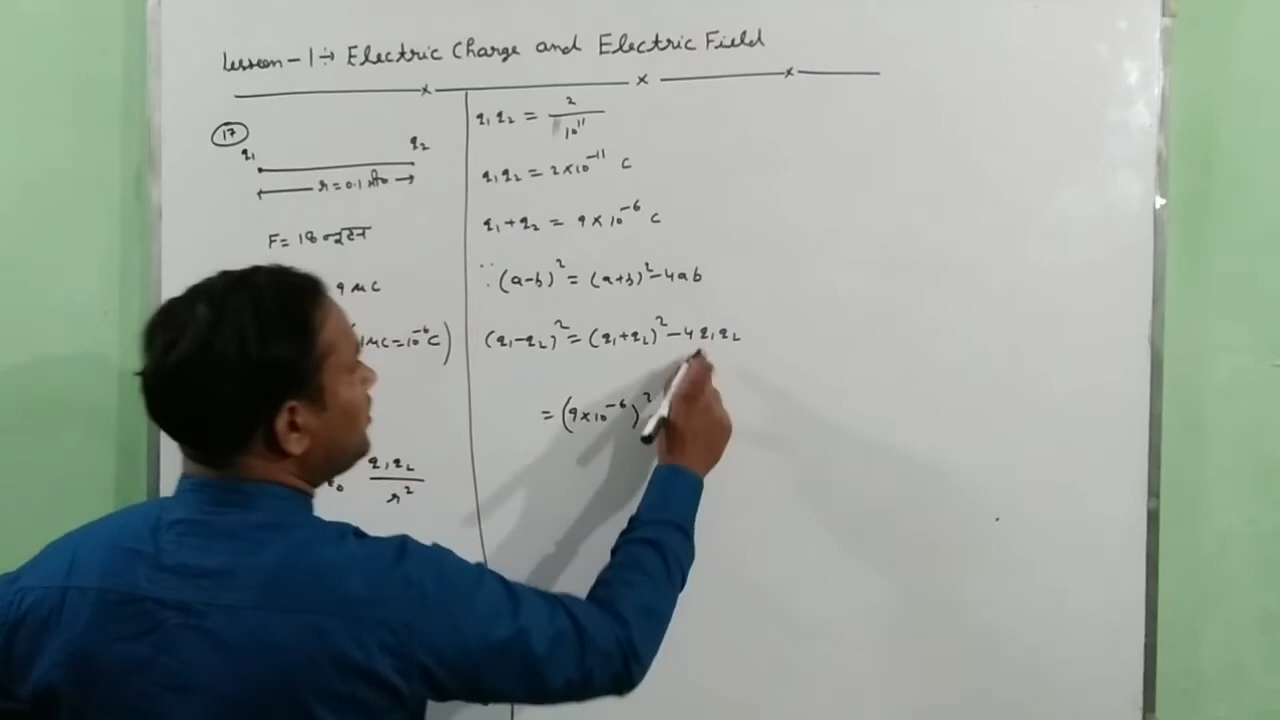 Lesson-1 :→ Electric Charge and Electric Field
17
q₁ q₂
r = 0.1 मी०
F = 18 न्यूटन
9 μC
1μC = 10⁻⁶C)
q₁q₂ / r²
q₁q₂ = 2 / 10¹¹
q₁q₂ = 2×10⁻¹¹ C
q₁+q₂ = 9×10⁻⁶ C
∵ (a-b)² = (a+b)² - 4ab
(q₁-q₂)² = (q₁+q₂)² - 4q₁q₂
= (9×10⁻⁶)²